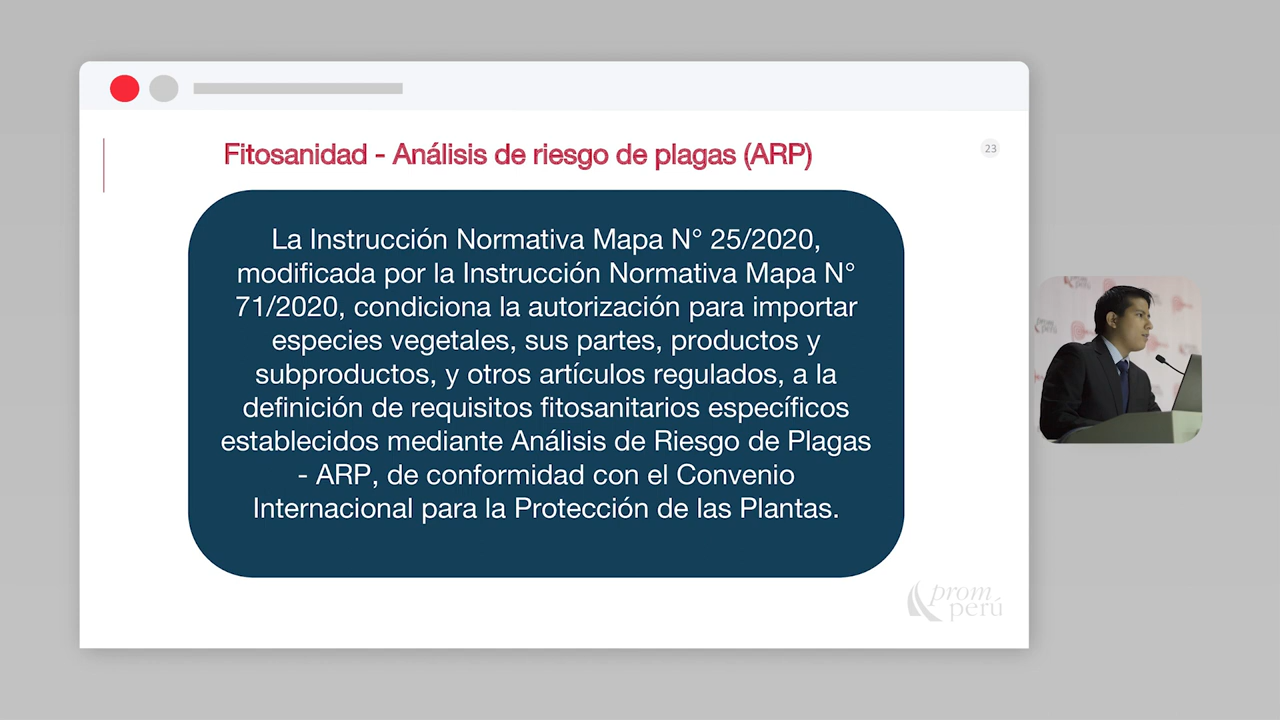 Fitosanidad - Análisis de riesgo de plagas (ARP)
23
La Instrucción Normativa Mapa N° 25/2020,
modificada por la Instrucción Normativa Mapa N°
71/2020, condiciona la autorización para importar
especies vegetales, sus partes, productos y
subproductos, y otros artículos regulados, a la
definición de requisitos fitosanitarios específicos
establecidos mediante Análisis de Riesgo de Plagas
- ARP, de conformidad con el Convenio
Internacional para la Protección de las Plantas.
prom
perú